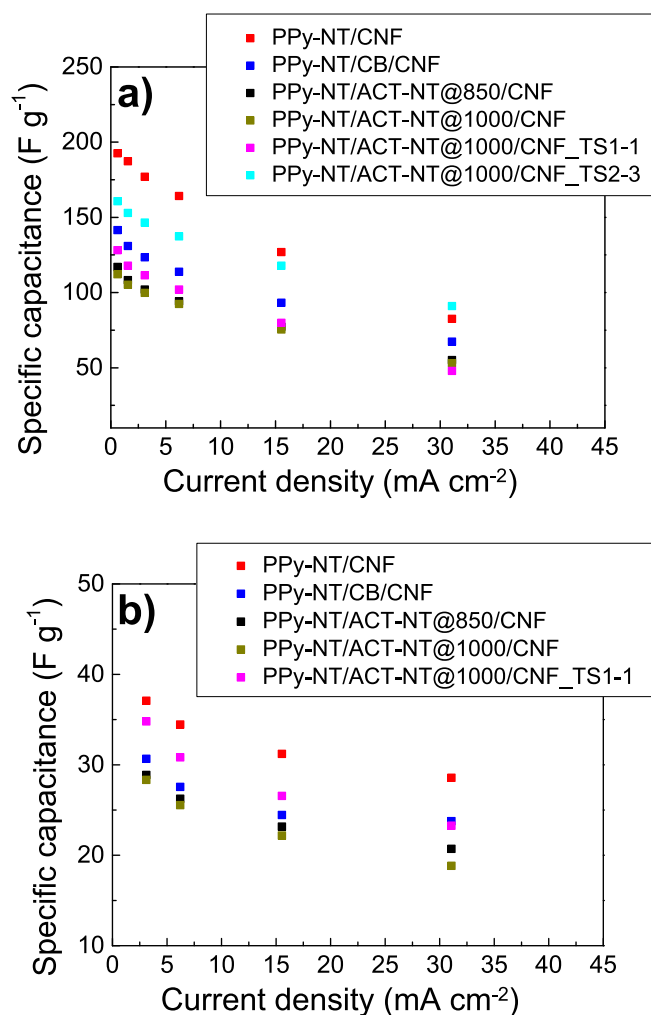 PPy-NT/CNF
PPy-NT/CB/CNF
PPy-NT/ACT-NT@850/CNF
PPy-NT/ACT-NT@1000/CNF
PPy-NT/ACT-NT@1000/CNF_TS1-1
PPy-NT/ACT-NT@1000/CNF_TS2-3
a)
250
200
150
100
50
Specific capacitance (F g⁻¹)
0 5 10 15 20 25 30 35 40 45
Current density (mA cm⁻²)
PPy-NT/CNF
PPy-NT/CB/CNF
PPy-NT/ACT-NT@850/CNF
PPy-NT/ACT-NT@1000/CNF
PPy-NT/ACT-NT@1000/CNF_TS1-1
b)
50
40
30
20
10
Specific capacitance (F g⁻¹)
0 5 10 15 20 25 30 35 40 45
Current density (mA cm⁻²)